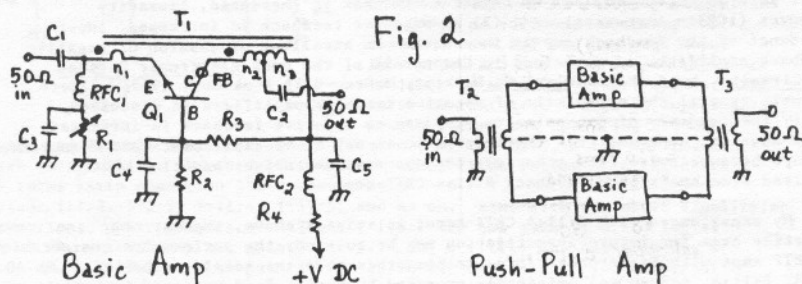 Fig. 2
T1
C1
50Ω
in
n1
RFC1
E
C
FB
n2
n3
C2
50Ω
out
Q1
B
R3
C3
R1
C4
R2
RFC2
C5
R4
+V DC
Basic Amp
T2
50Ω
in
Basic
Amp
T3
50Ω
out
Basic
Amp
Push-Pull Amp